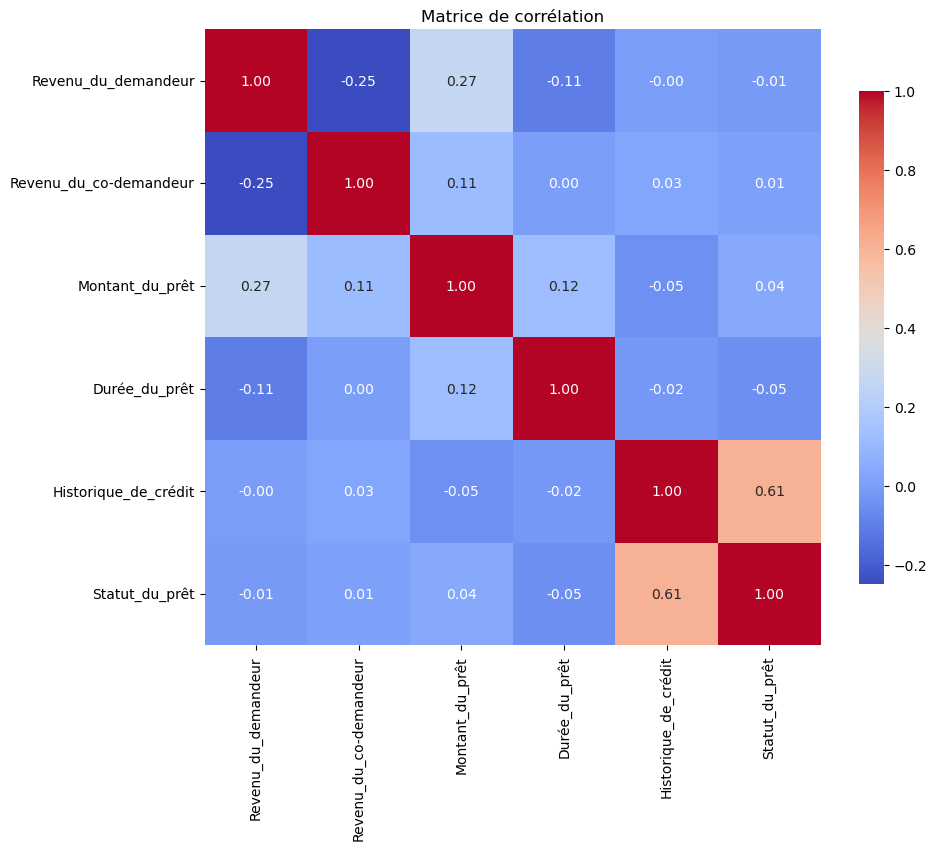 Matrice de corrélation
Revenu_du_demandeur 1.00 -0.25 0.27 -0.11 -0.00 -0.01
Revenu_du_co-demandeur -0.25 1.00 0.11 0.00 0.03 0.01
Montant_du_prêt 0.27 0.11 1.00 0.12 -0.05 0.04
Durée_du_prêt -0.11 0.00 0.12 1.00 -0.02 -0.05
Historique_de_crédit -0.00 0.03 -0.05 -0.02 1.00 0.61
Statut_du_prêt -0.01 0.01 0.04 -0.05 0.61 1.00
Revenu_du_demandeur
Revenu_du_co-demandeur
Montant_du_prêt
Durée_du_prêt
Historique_de_crédit
Statut_du_prêt
1.0
0.8
0.6
0.4
0.2
0.0
−0.2